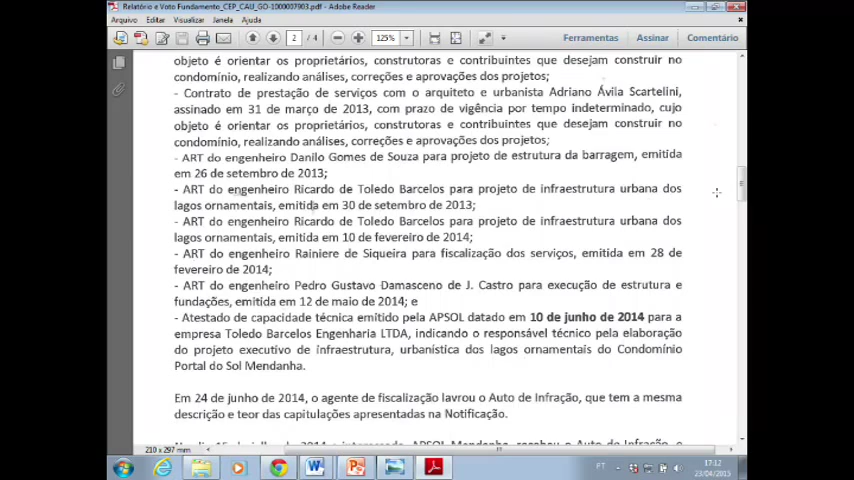 Relatório e Voto Fundamento_CEP_CAU_GO-1000007903.pdf - Adobe Reader
Arquivo Editar Visualizar Janela Ajuda
2 / 4 125% Ferramentas Assinar Comentário
objeto é orientar os proprietários, construtoras e contribuintes que desejam construir no
condomínio, realizando análises, correções e aprovações dos projetos;
- Contrato de prestação de serviços com o arquiteto e urbanista Adriano Ávila Scartelini,
assinado em 31 de março de 2013, com prazo de vigência por tempo indeterminado, cujo
objeto é orientar os proprietários, construtoras e contribuintes que desejam construir no
condomínio, realizando análises, correções e aprovações dos projetos;
- ART do engenheiro Danilo Gomes de Souza para projeto de estrutura da barragem, emitida
em 26 de setembro de 2013;
- ART do engenheiro Ricardo de Toledo Barcelos para projeto de infraestrutura urbana dos
lagos ornamentais, emitida em 30 de setembro de 2013;
- ART do engenheiro Ricardo de Toledo Barcelos para projeto de infraestrutura urbana dos
lagos ornamentais, emitida em 10 de fevereiro de 2014;
- ART do engenheiro Rainiere de Siqueira para fiscalização dos serviços, emitida em 28 de
fevereiro de 2014;
- ART do engenheiro Pedro Gustavo Damasceno de J. Castro para execução de estrutura e
fundações, emitida em 12 de maio de 2014; e
- Atestado de capacidade técnica emitido pela APSOL datado em 10 de junho de 2014 para a
empresa Toledo Barcelos Engenharia LTDA, indicando o responsável técnico pela elaboração
do projeto executivo de infraestrutura, urbanística dos lagos ornamentais do Condomínio
Portal do Sol Mendanha.
Em 24 de junho de 2014, o agente de fiscalização lavrou o Auto de Infração, que tem a mesma
descrição e teor das capitulações apresentadas na Notificação.
210 x 297 mm
PT 17:12
23/04/2015